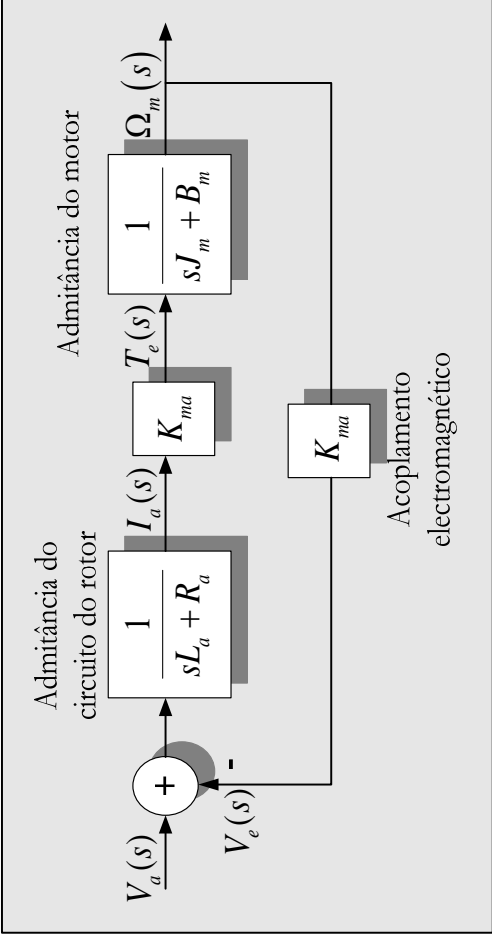 Admitância do
circuito do rotor
Admitância do motor
V_a(s)
+
-
V_e(s)
1
sL_a + R_a
I_a(s)
K_ma
T_e(s)
1
sJ_m + B_m
Ω_m(s)
K_ma
Acoplamento
electromagnético